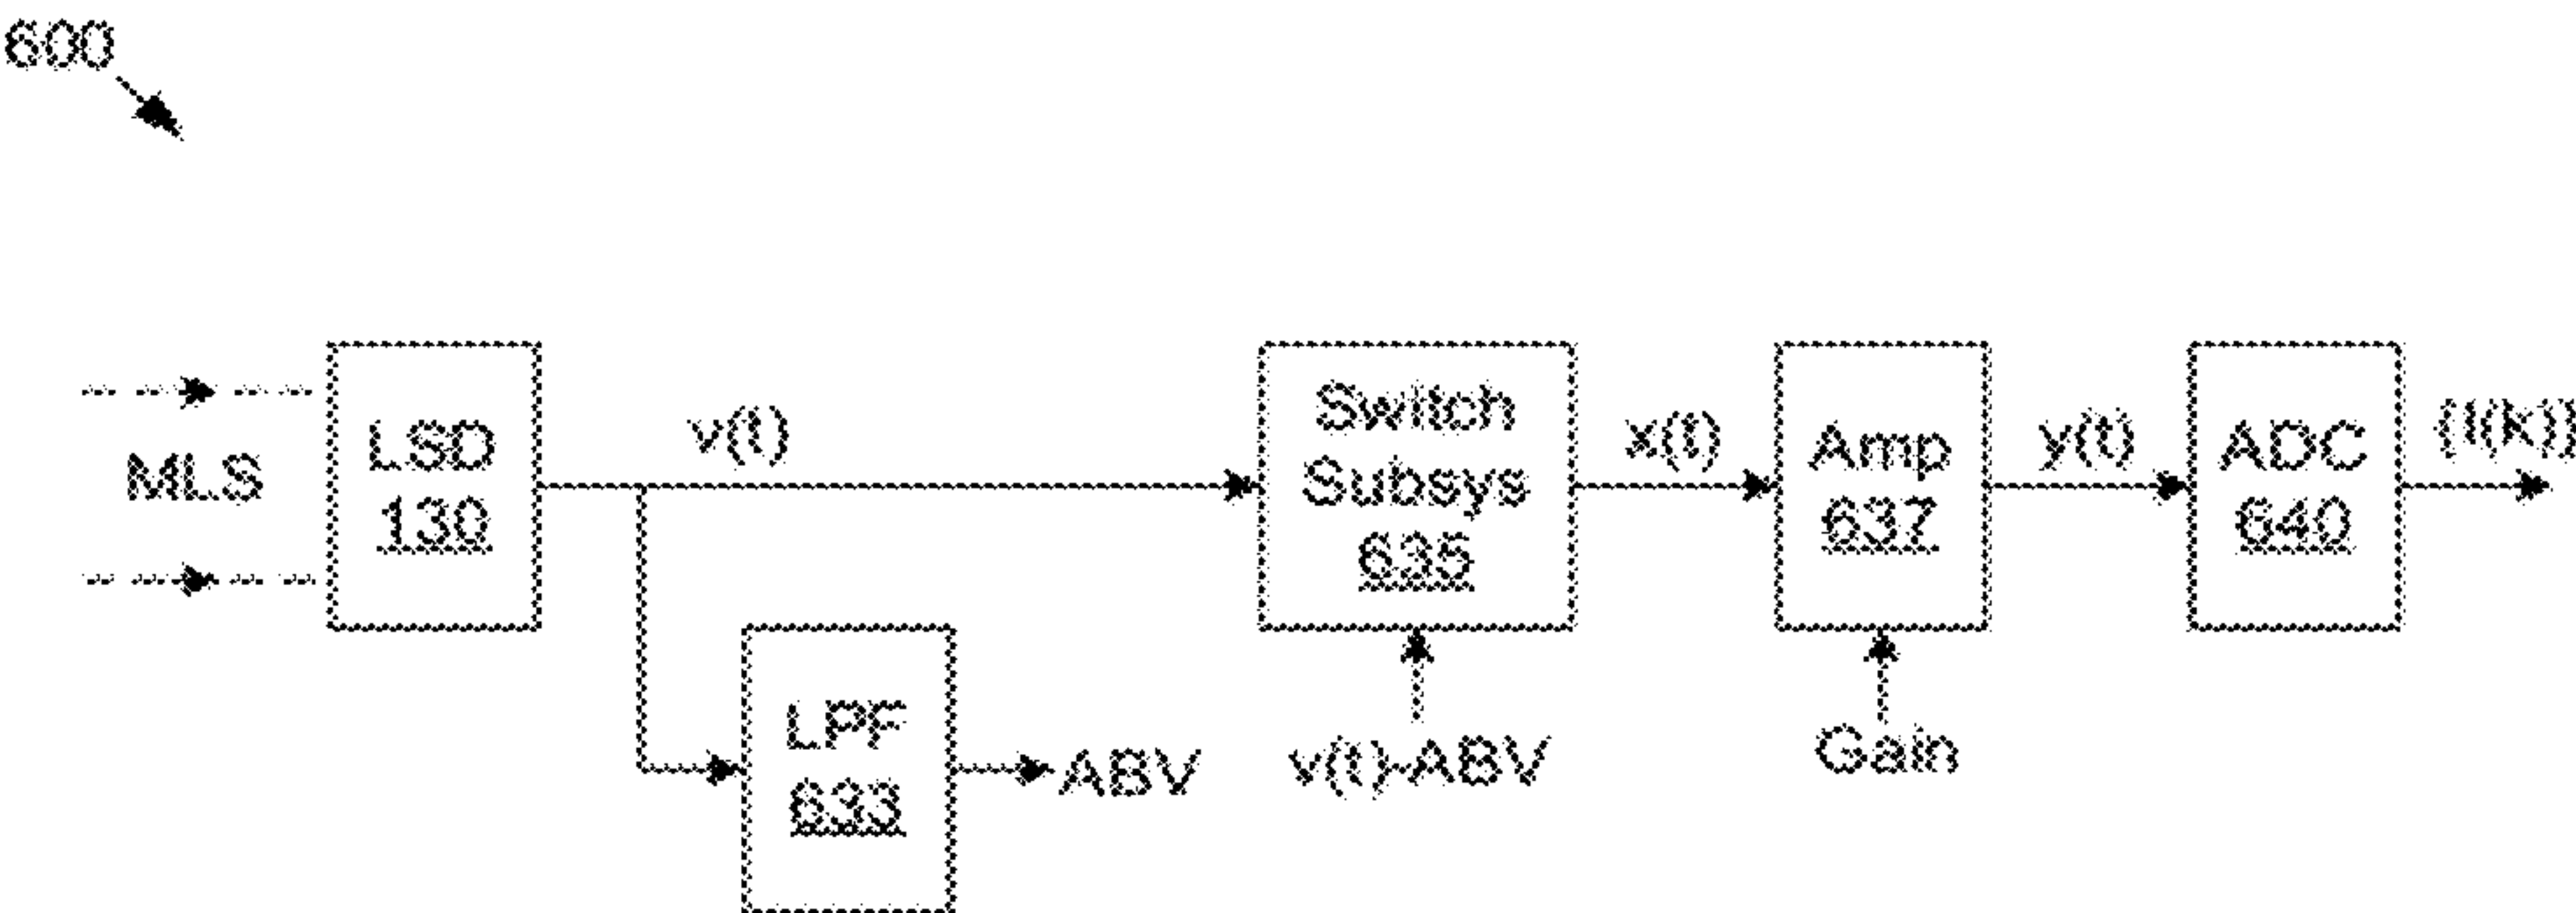 600
MLS
LSD
130
v(t)
LPF
633
ABV
Switch
Subsys
635
v(t)-ABV
x(t)
Amp
637
Gain
y(t)
ADC
640
{I(k)}